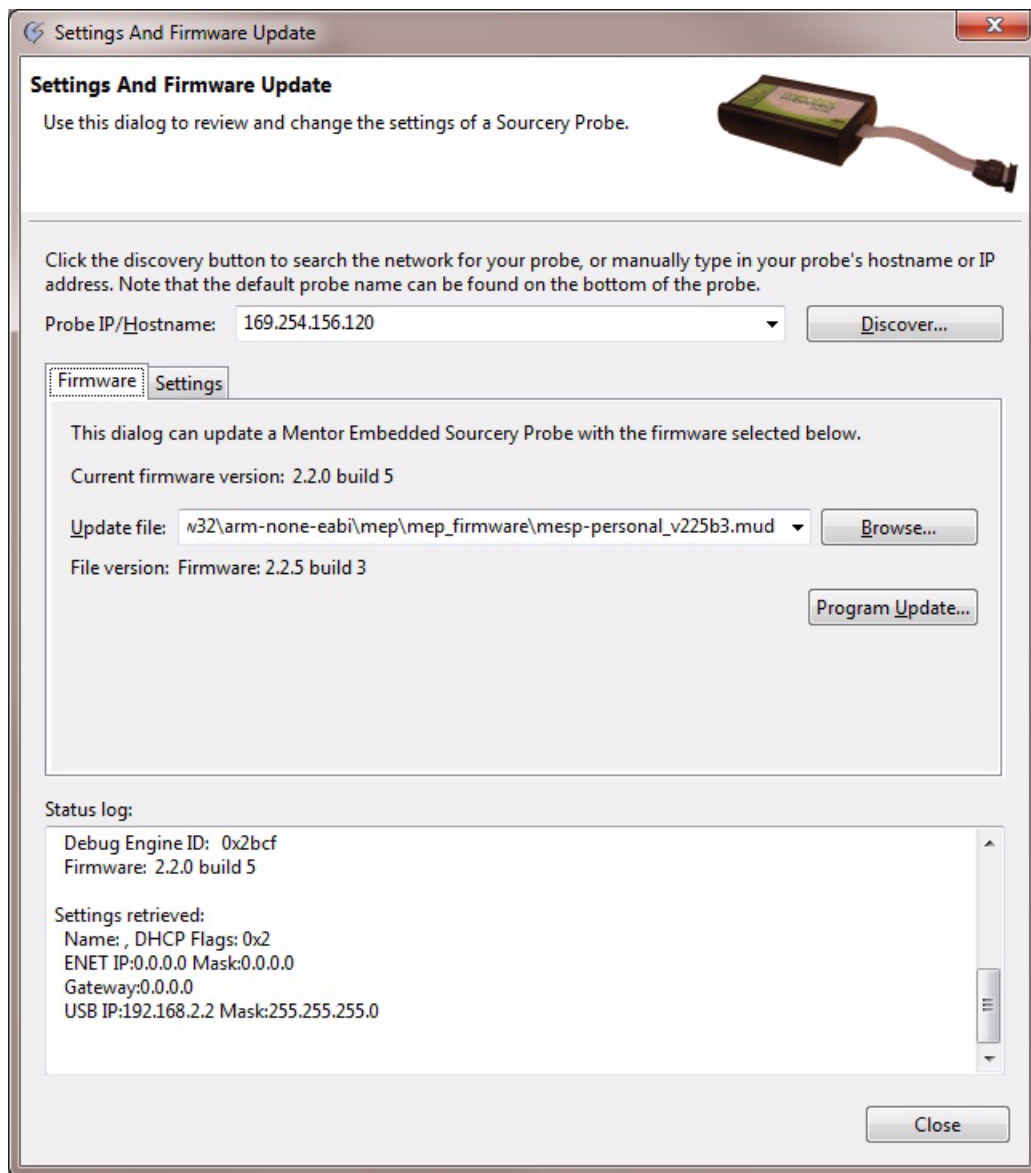 Settings And Firmware Update
Settings And Firmware Update
Use this dialog to review and change the settings of a Sourcery Probe.
Click the discovery button to search the network for your probe, or manually type in your probe's hostname or IP
address. Note that the default probe name can be found on the bottom of the probe.
Probe IP/Hostname: 169.254.156.120 Discover...
Firmware Settings
This dialog can update a Mentor Embedded Sourcery Probe with the firmware selected below.
Current firmware version: 2.2.0 build 5
Update file: w32\arm-none-eabi\mep\mep_firmware\mesp-personal_v225b3.mud Browse...
File version: Firmware: 2.2.5 build 3
Program Update...
Status log:
Debug Engine ID: 0x2bcf
Firmware: 2.2.0 build 5
Settings retrieved:
Name: , DHCP Flags: 0x2
ENET IP:0.0.0.0 Mask:0.0.0.0
Gateway:0.0.0.0
USB IP:192.168.2.2 Mask:255.255.255.0
Close